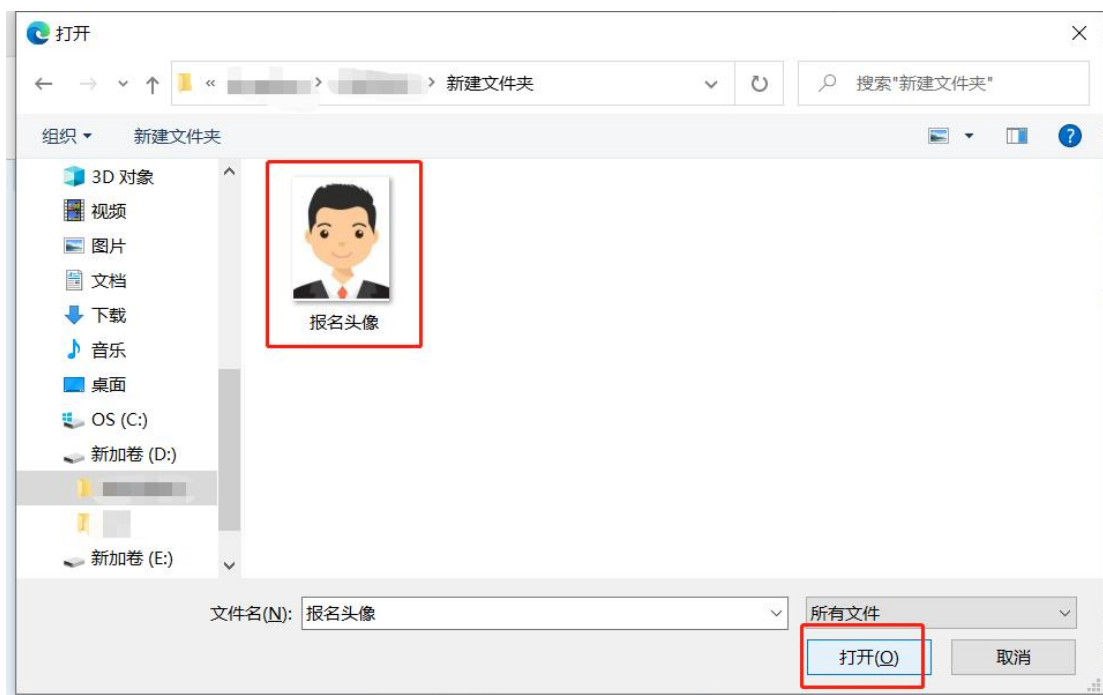 打开
« > > 新建文件夹
搜索"新建文件夹"
组织
新建文件夹
3D 对象
视频
图片
文档
下载
音乐
桌面
OS (C:)
新加卷 (D:)
新加卷 (E:)
报名头像
文件名(N): 报名头像
所有文件
打开(O)
取消